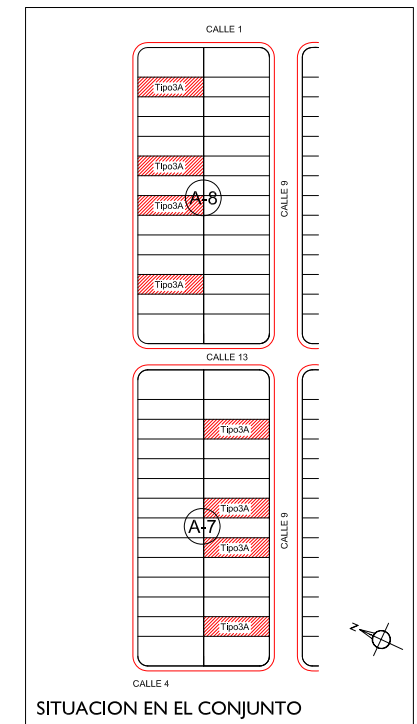 CALLE 1
Tipo3A
TIpo3A
Tipo3A
A-8
CALLE 9
Tipo3A
CALLE 13
Tipo3A
Tipo3A
A-7
CALLE 9
Tipo3A
Tipo3A
N
CALLE 4
SITUACION EN EL CONJUNTO